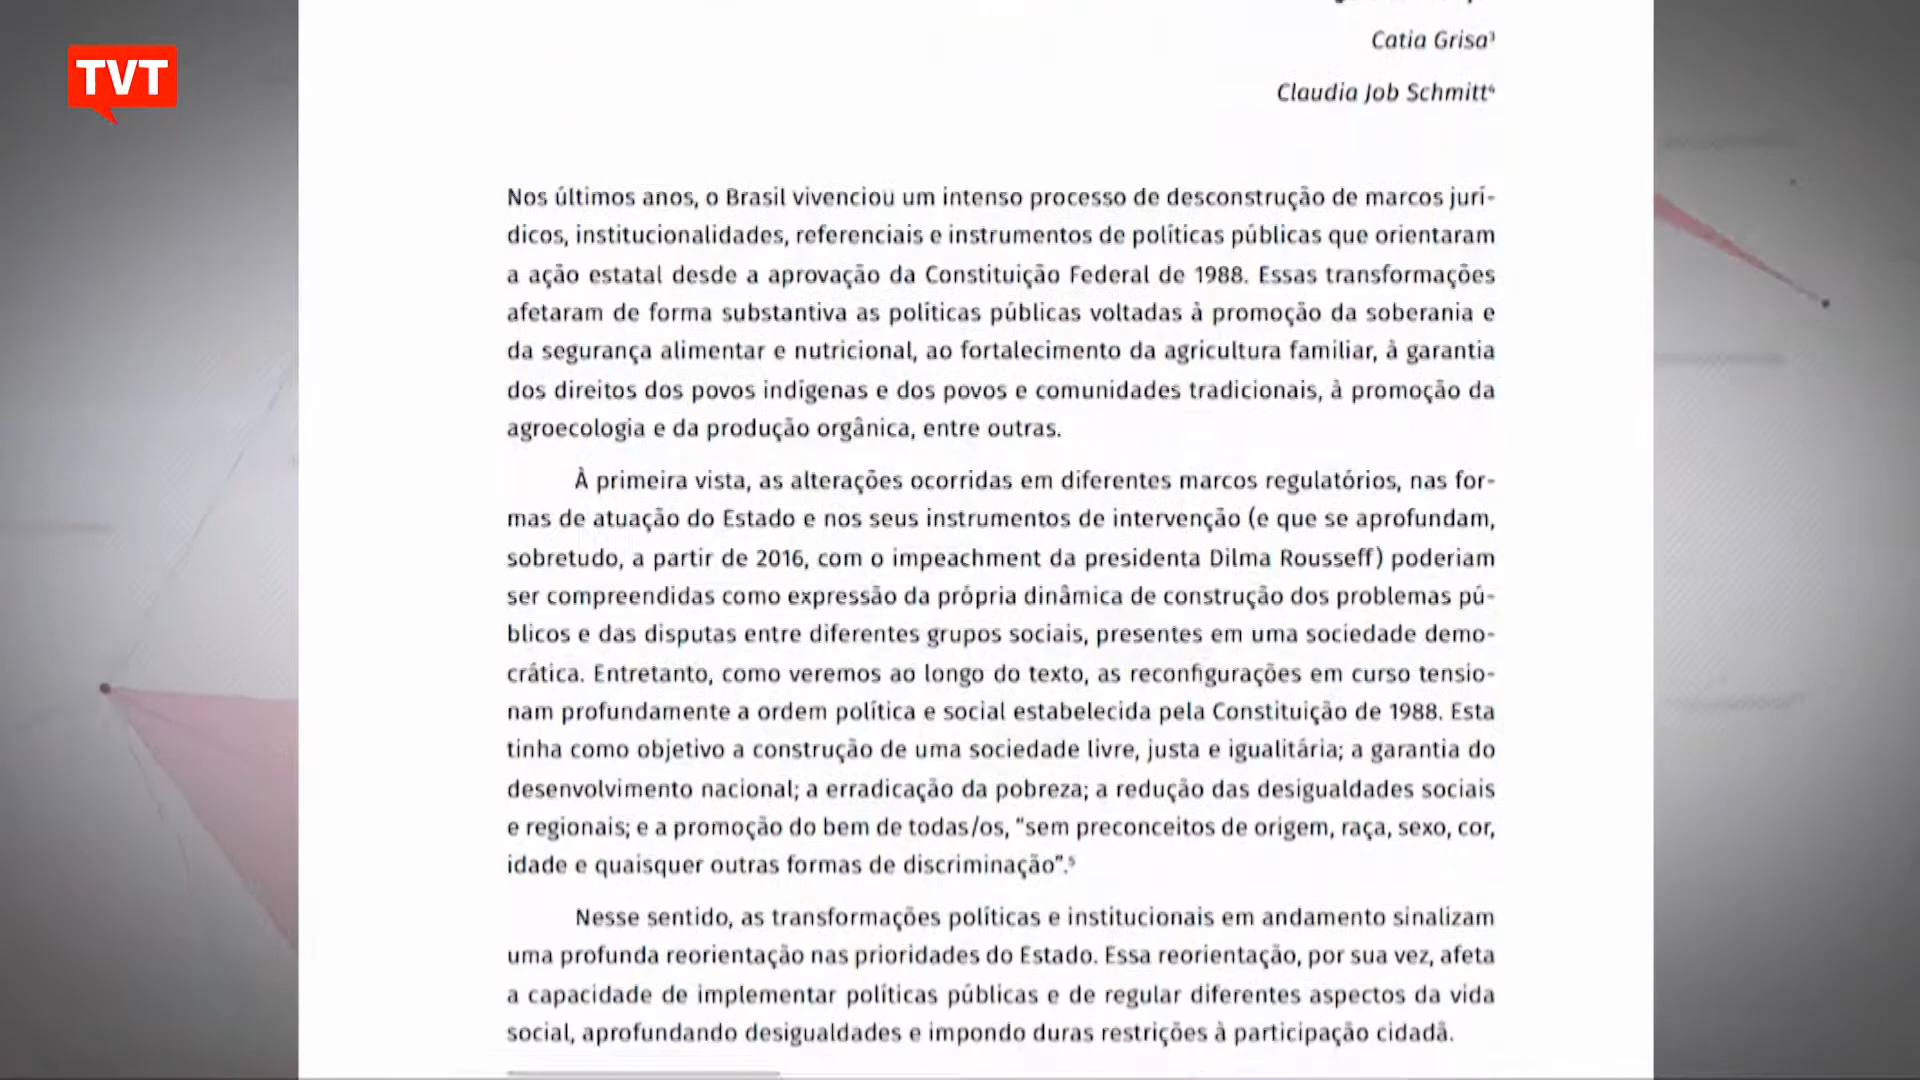 TVT
Catia Grisa³
Claudia Job Schmitt⁴
Nos últimos anos, o Brasil vivenciou um intenso processo de desconstrução de marcos jurí-
dicos, institucionalidades, referenciais e instrumentos de políticas públicas que orientaram
a ação estatal desde a aprovação da Constituição Federal de 1988. Essas transformações
afetaram de forma substantiva as políticas públicas voltadas à promoção da soberania e
da segurança alimentar e nutricional, ao fortalecimento da agricultura familiar, à garantia
dos direitos dos povos indígenas e dos povos e comunidades tradicionais, à promoção da
agroecologia e da produção orgânica, entre outras.
À primeira vista, as alterações ocorridas em diferentes marcos regulatórios, nas for-
mas de atuação do Estado e nos seus instrumentos de intervenção (e que se aprofundam,
sobretudo, a partir de 2016, com o impeachment da presidenta Dilma Rousseff) poderiam
ser compreendidas como expressão da própria dinâmica de construção dos problemas pú-
blicos e das disputas entre diferentes grupos sociais, presentes em uma sociedade demo-
crática. Entretanto, como veremos ao longo do texto, as reconfigurações em curso tensio-
nam profundamente a ordem política e social estabelecida pela Constituição de 1988. Esta
tinha como objetivo a construção de uma sociedade livre, justa e igualitária; a garantia do
desenvolvimento nacional; a erradicação da pobreza; a redução das desigualdades sociais
e regionais; e a promoção do bem de todas/os, "sem preconceitos de origem, raça, sexo, cor,
idade e quaisquer outras formas de discriminação".⁵
Nesse sentido, as transformações políticas e institucionais em andamento sinalizam
uma profunda reorientação nas prioridades do Estado. Essa reorientação, por sua vez, afeta
a capacidade de implementar políticas públicas e de regular diferentes aspectos da vida
social, aprofundando desigualdades e impondo duras restrições à participação cidadã.